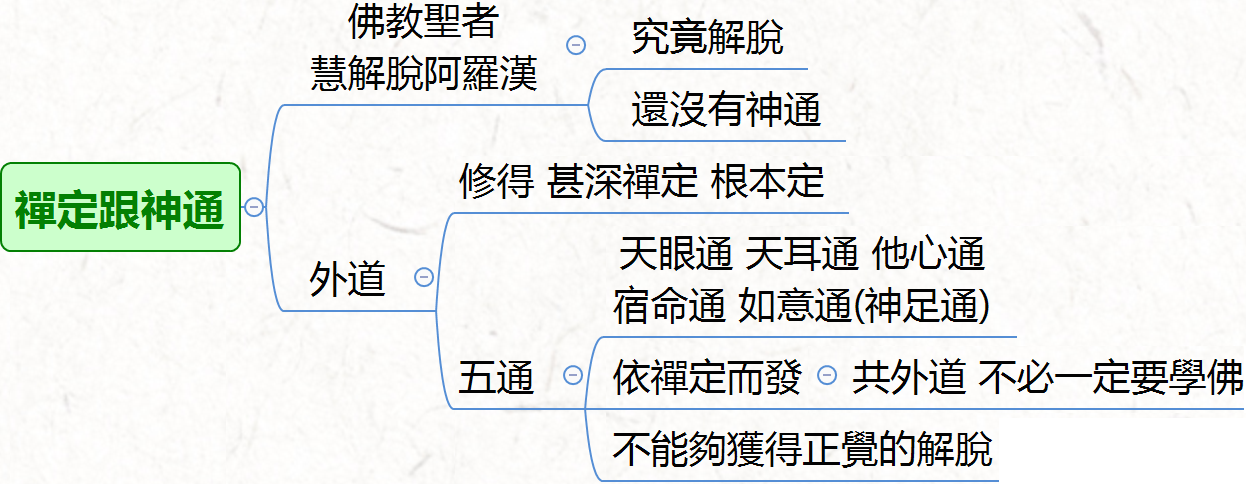 禪定跟神通
佛教聖者
慧解脫阿羅漢
究竟解脫
還沒有神通
外道
修得 甚深禪定 根本定
五通
天眼通 天耳通 他心通
宿命通 如意通(神足通)
依禪定而發
共外道 不必一定要學佛
不能夠獲得正覺的解脫